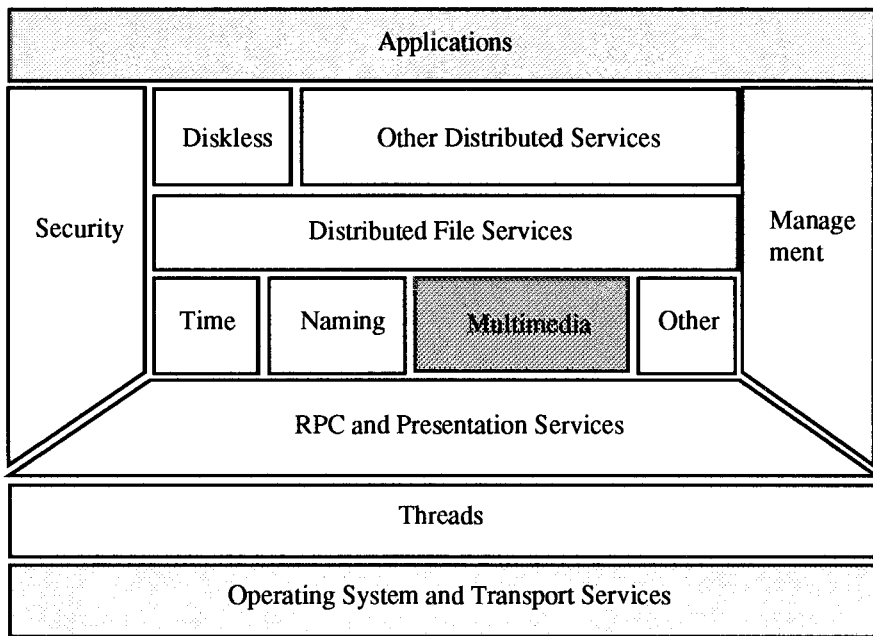 Applications
Diskless
Other Distributed Services
Security
Distributed File Services
Manage
ment
Time
Naming
Multimedia
Other
RPC and Presentation Services
Threads
Operating System and Transport Services